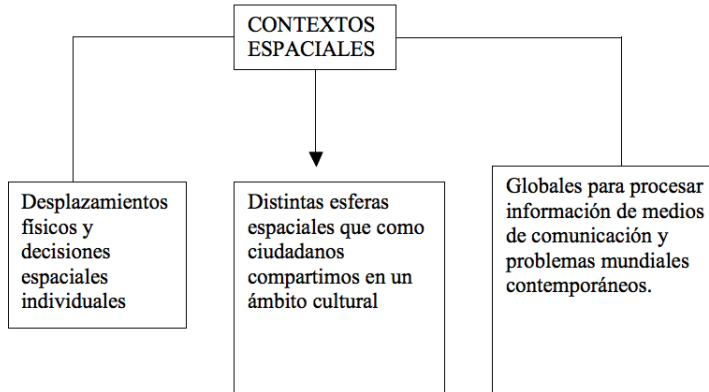 CONTEXTOS
ESPACIALES
Desplazamientos
físicos y
decisiones
espaciales
individuales
Distintas esferas
espaciales que como
ciudadanos
compartimos en un
ámbito cultural
Globales para procesar
información de medios
de comunicación y
problemas mundiales
contemporáneos.